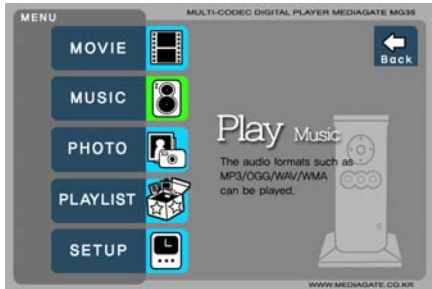 MENU
MULTI-CODEC DIGITAL PLAYER MEDIAGATE MG35
MOVIE
Back
MUSIC
PHOTO
PLAYLIST
SETUP
Play Music
The audio formats such as
MP3/OGG/WAV/WMA
can be played.
WWW.MEDIAGATE.CO.KR